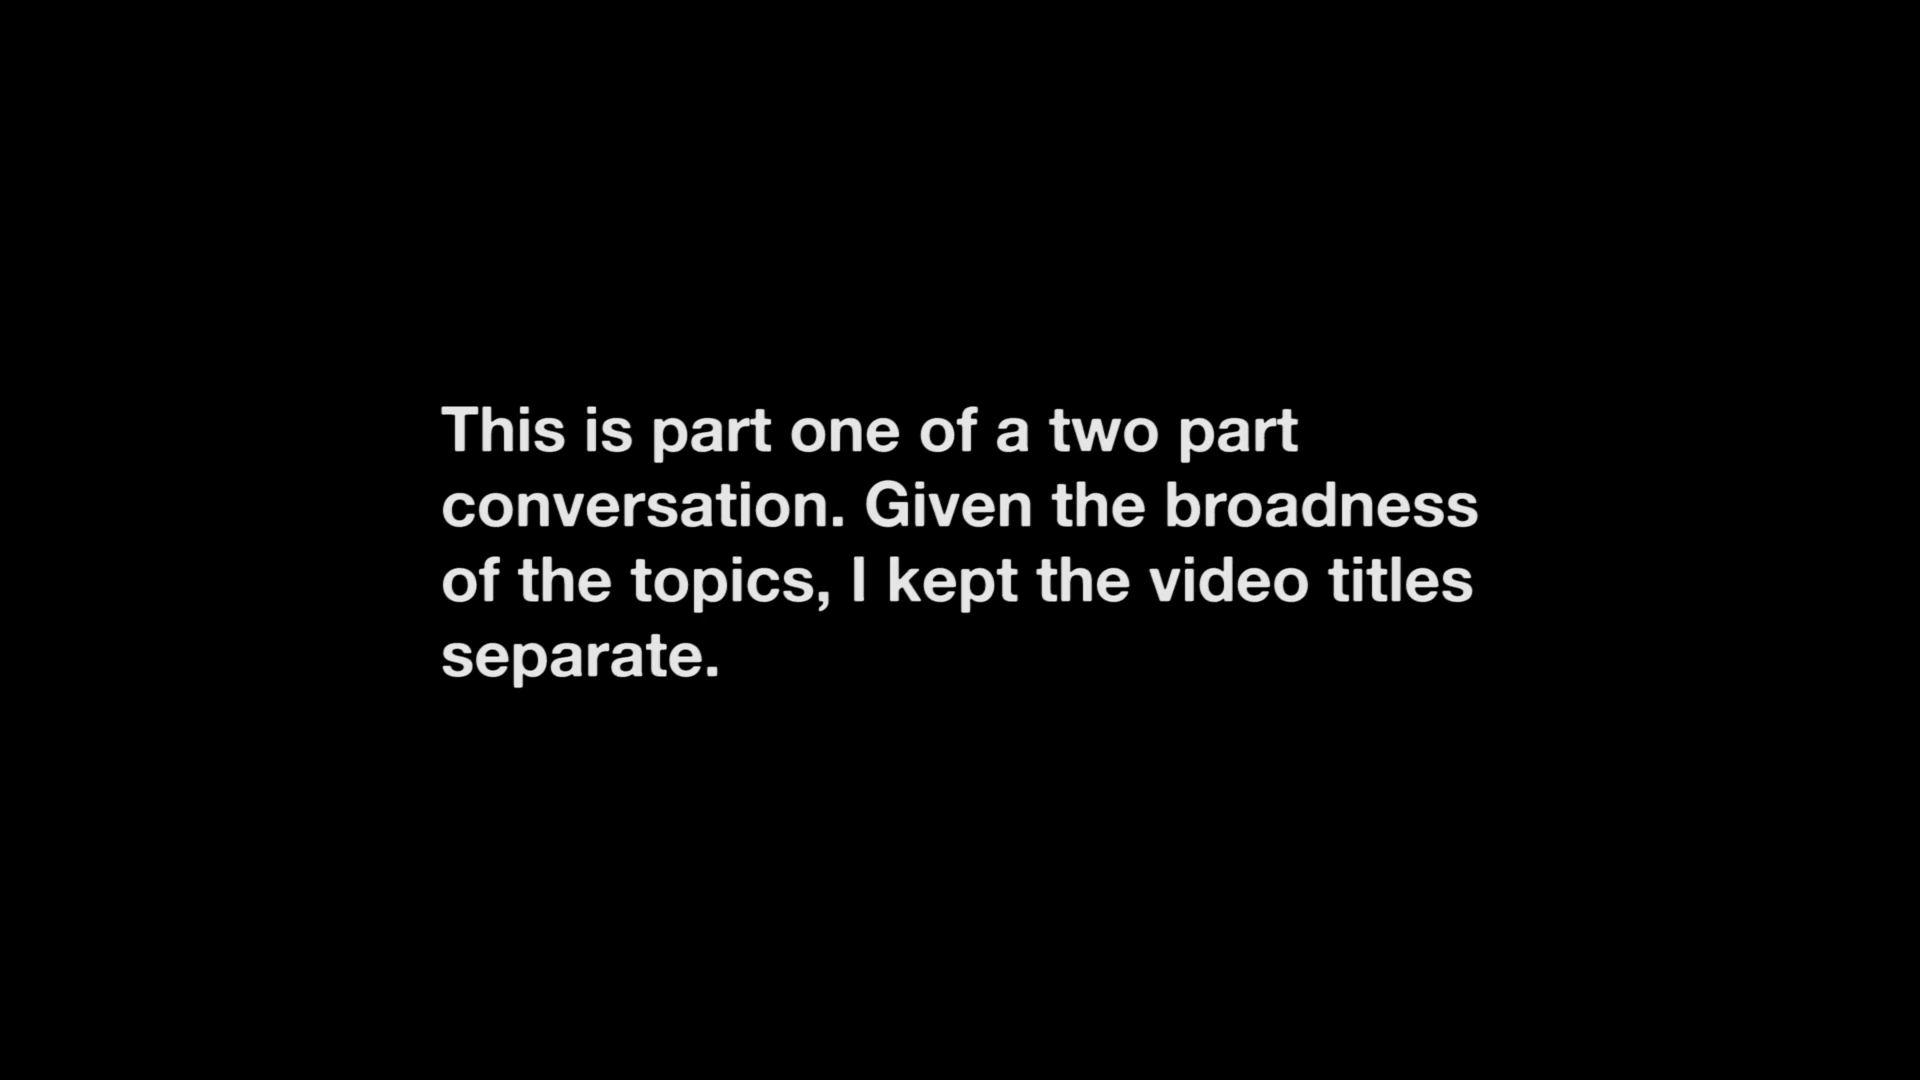 This is part one of a two part
conversation. Given the broadness
of the topics, I kept the video titles
separate.